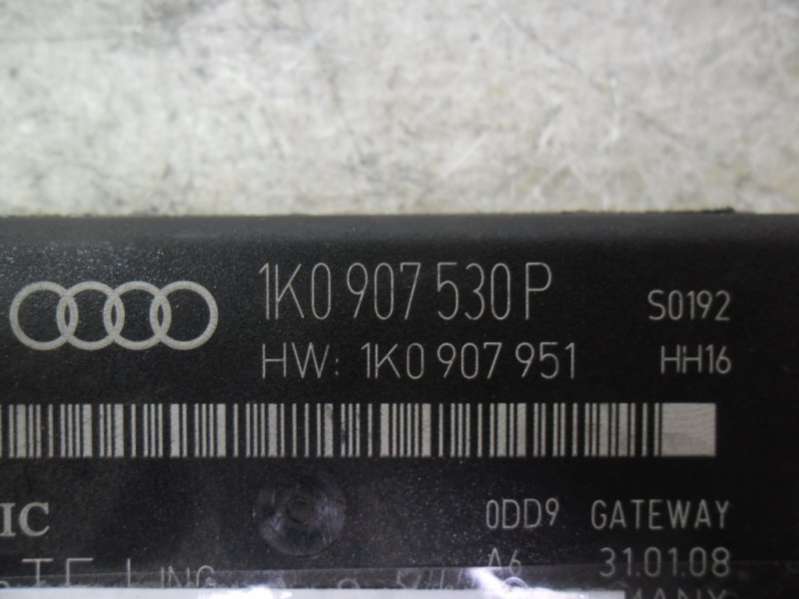 1K0 907 530 P S0192
HW: 1K0 907 951 HH16
IC 0DD9 GATEWAY
A6 31.01.08